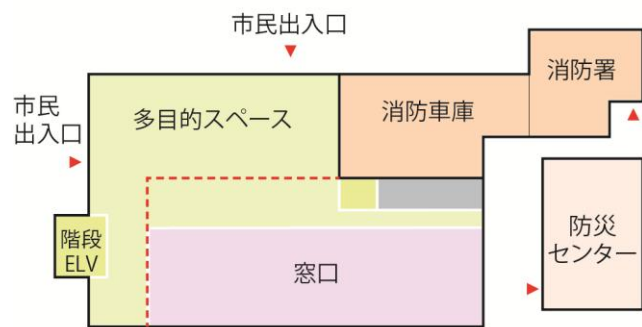 市民出入口
消防署
市民
出入口
多目的スペース
消防車庫
階段
ELV
窓口
防災
センター